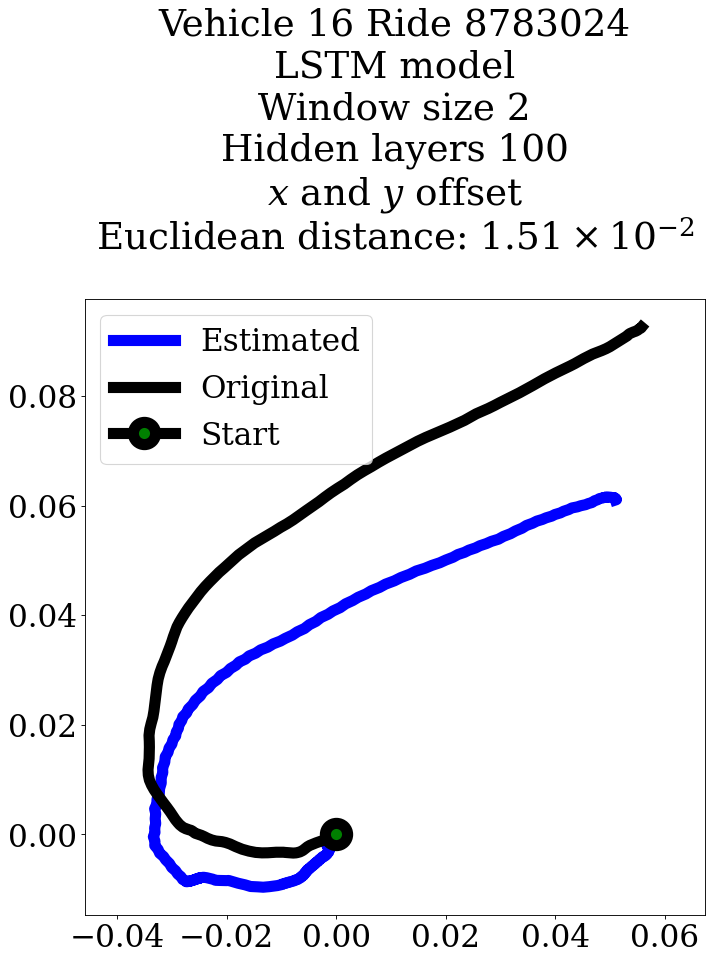 Vehicle 16 Ride 8783024
LSTM model
Window size 2
Hidden layers 100
x and y offset
Euclidean distance: 1.51 × 10⁻²
Estimated
Original
Start
0.08
0.06
0.04
0.02
0.00
−0.04 −0.02 0.00 0.02 0.04 0.06